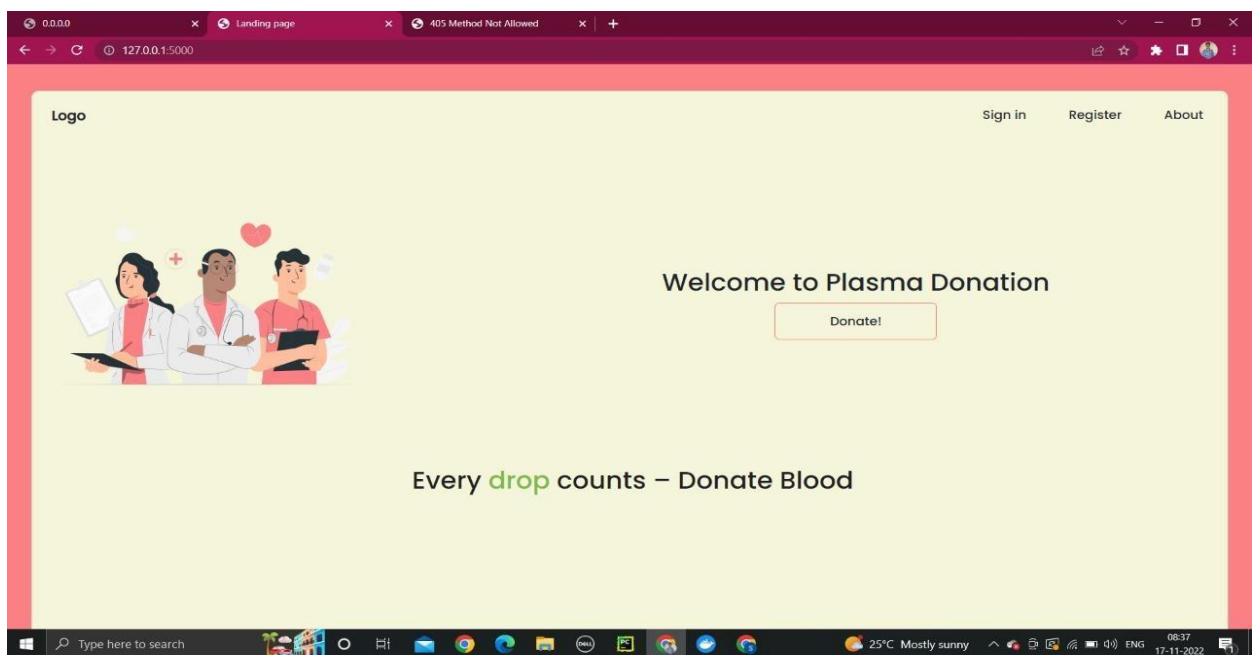 0.0.0.0 Landing page 405 Method Not Allowed
127.0.0.1:5000
Logo Sign in Register About
Welcome to Plasma Donation
Donate!
Every drop counts – Donate Blood
Type here to search DELL PC 25°C Mostly sunny ENG 08:37
17-11-2022